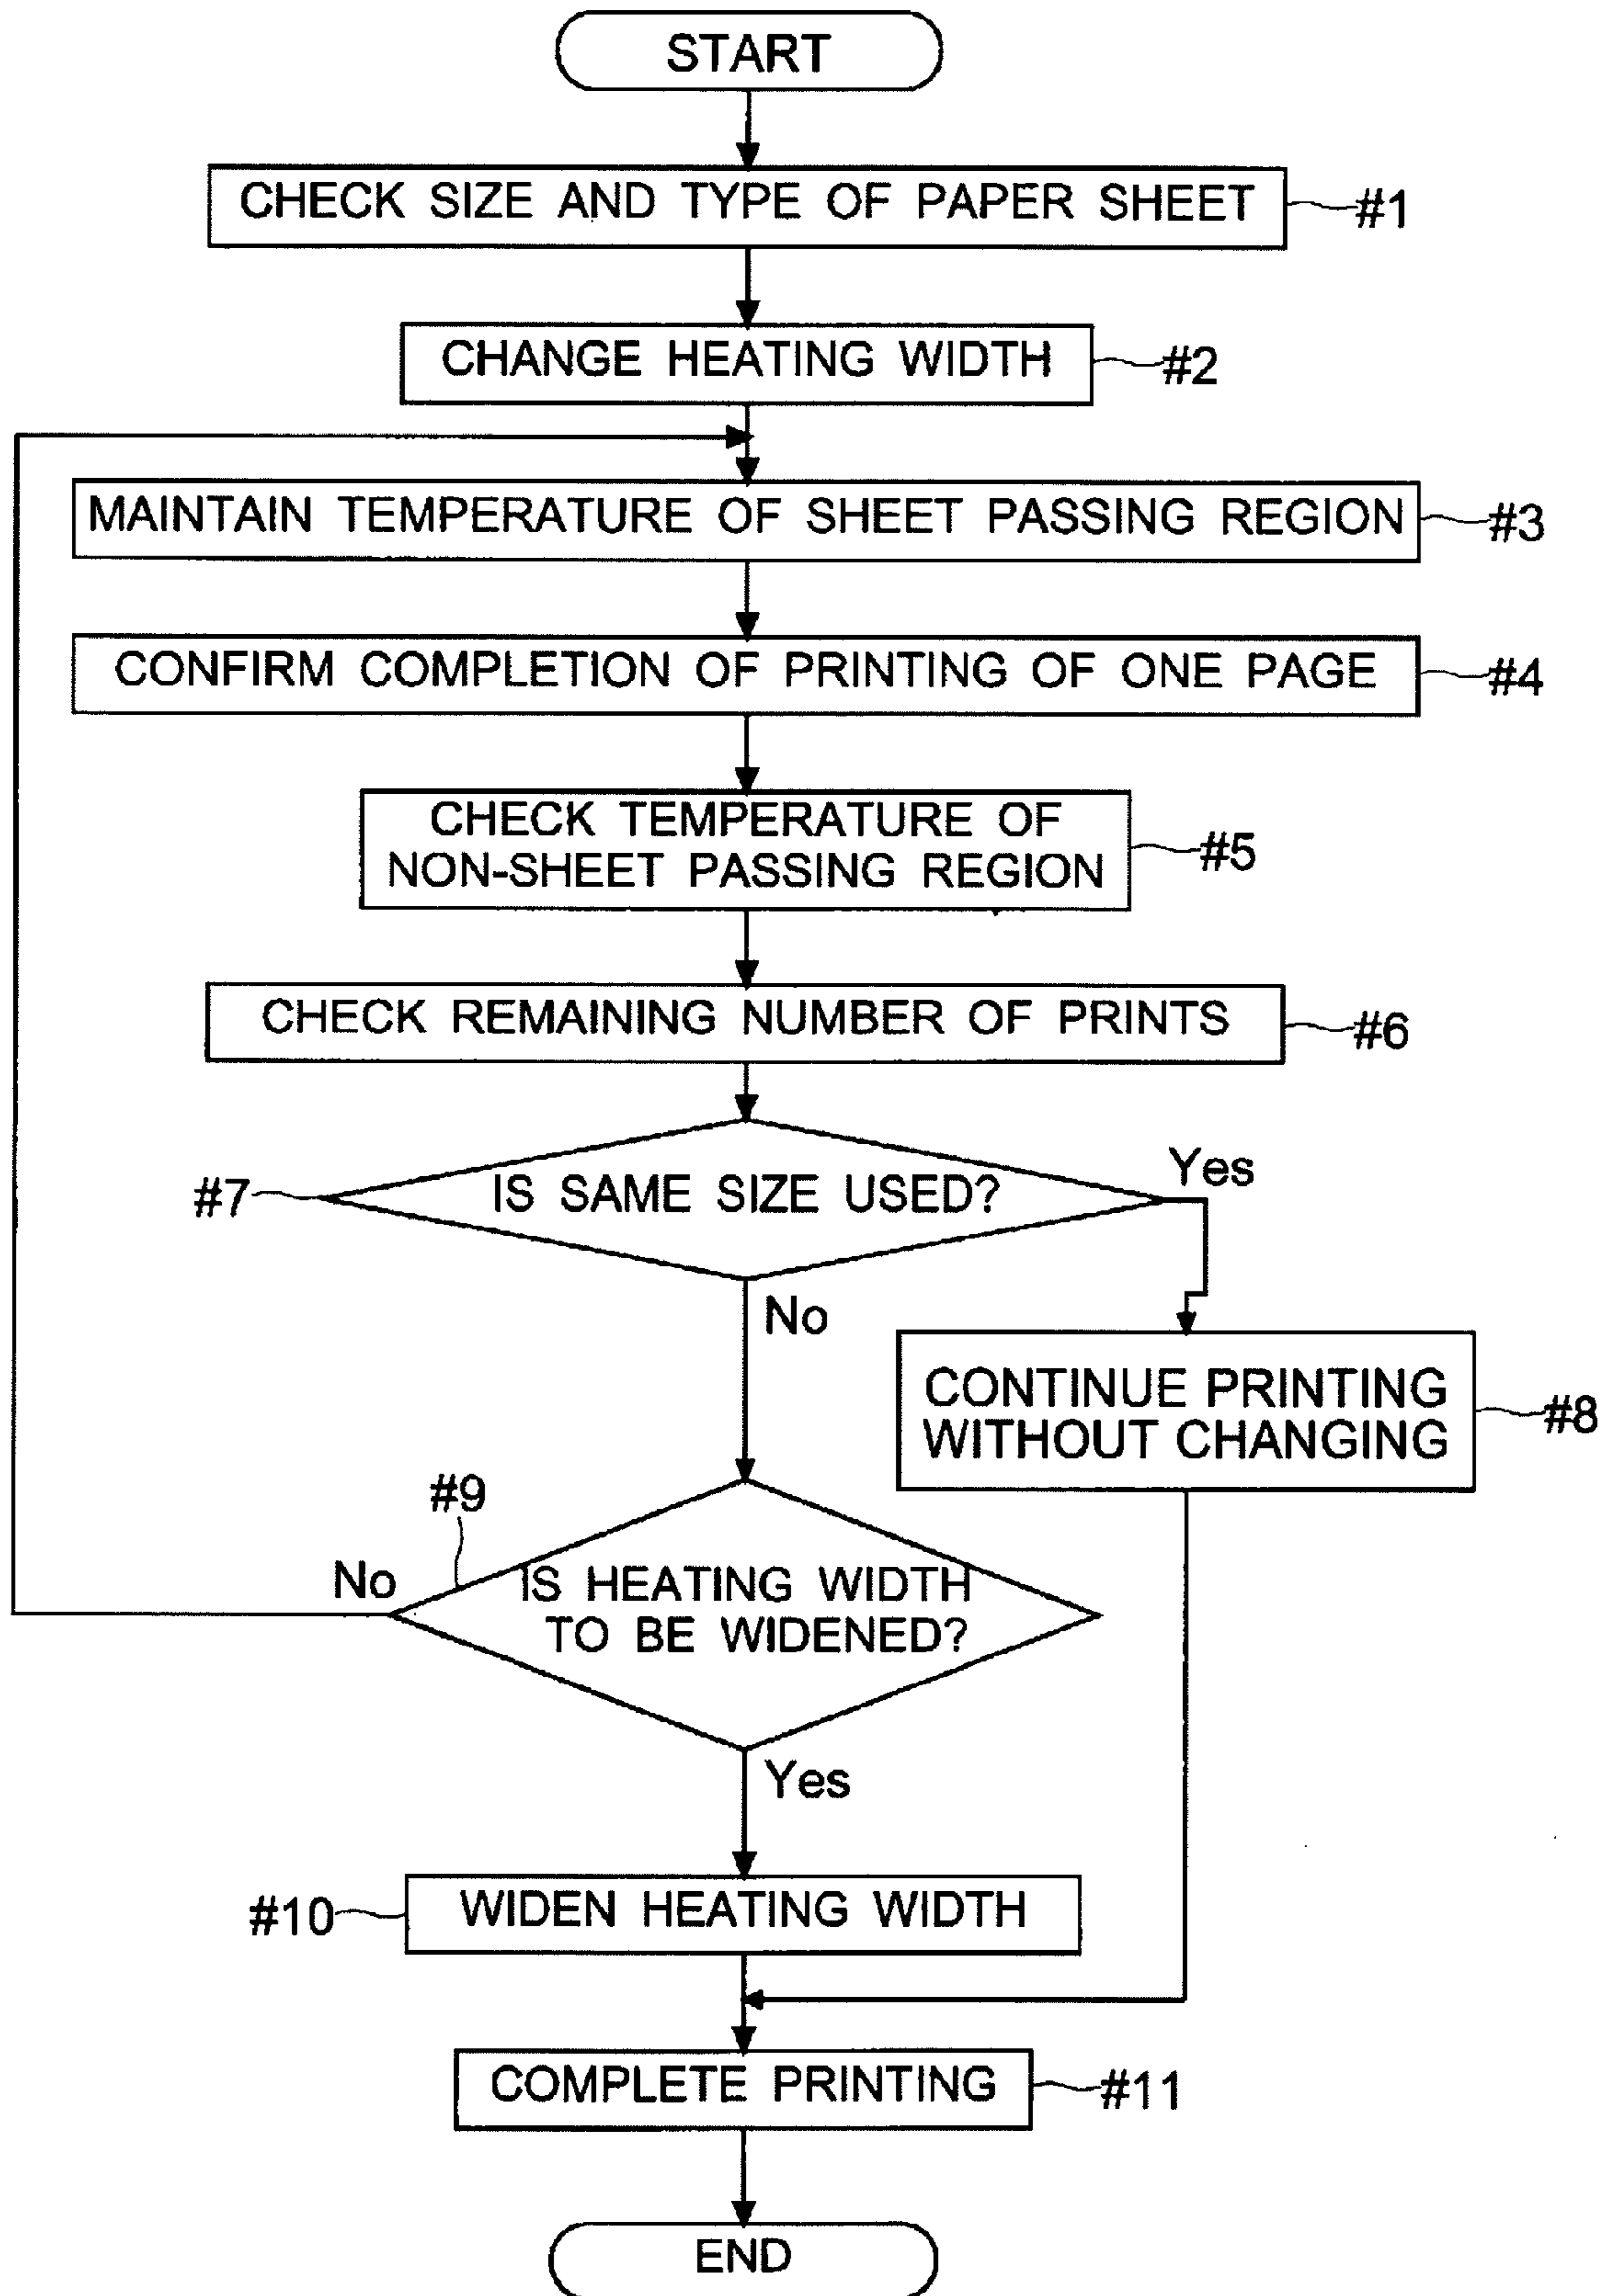 START
CHECK SIZE AND TYPE OF PAPER SHEET
#1
CHANGE HEATING WIDTH
#2
MAINTAIN TEMPERATURE OF SHEET PASSING REGION
#3
CONFIRM COMPLETION OF PRINTING OF ONE PAGE
#4
CHECK TEMPERATURE OF
NON-SHEET PASSING REGION
#5
CHECK REMAINING NUMBER OF PRINTS
#6
#7
IS SAME SIZE USED?
Yes
No
CONTINUE PRINTING
WITHOUT CHANGING
#8
#9
No
IS HEATING WIDTH
TO BE WIDENED?
Yes
#10
WIDEN HEATING WIDTH
COMPLETE PRINTING
#11
END